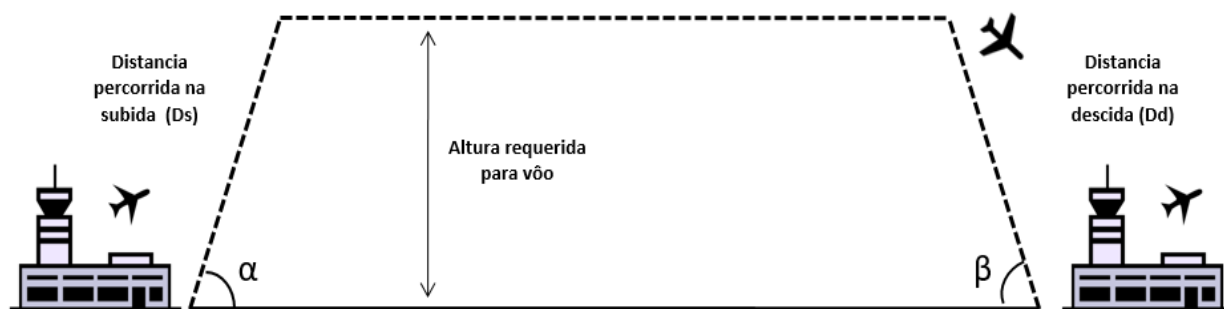 Distancia
percorrida na
subida (Ds)
Altura requerida
para vôo
Distancia
percorrida na
descida (Dd)
α
β